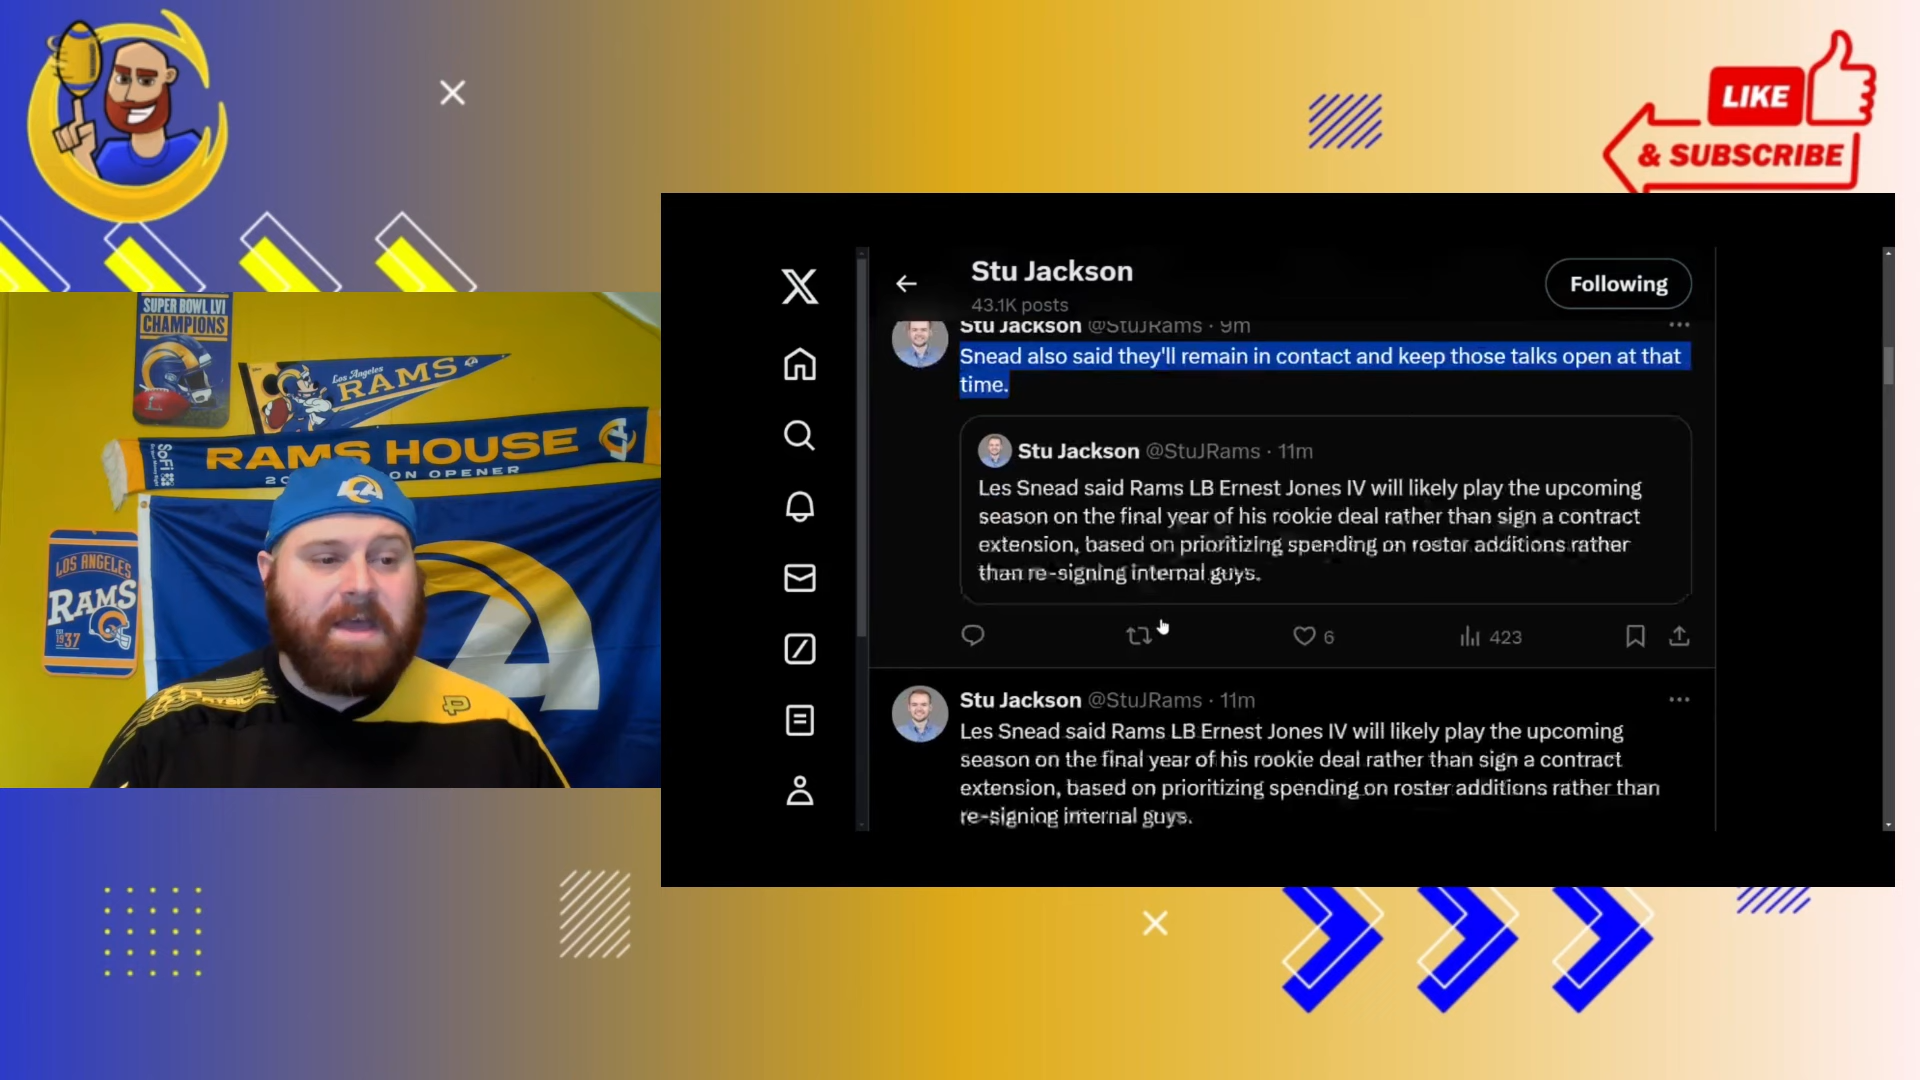 LIKE
& SUBSCRIBE
SUPER BOWL LVI
CHAMPIONS
Los Angeles
RAMS
SoFi
RAMS HOUSE
ON OPENER
LOS ANGELES
RAMS
EST 1937
Stu Jackson
43.1K posts
Following
Stu Jackson @StuJRams · 9m
Snead also said they'll remain in contact and keep those talks open at that
time.
Stu Jackson @StuJRams · 11m
Les Snead said Rams LB Ernest Jones IV will likely play the upcoming
season on the final year of his rookie deal rather than sign a contract
extension, based on prioritizing spending on roster additions rather
than re-signing internal guys.
6
423
Stu Jackson @StuJRams · 11m
Les Snead said Rams LB Ernest Jones IV will likely play the upcoming
season on the final year of his rookie deal rather than sign a contract
extension, based on prioritizing spending on roster additions rather than
re-signing internal guys.